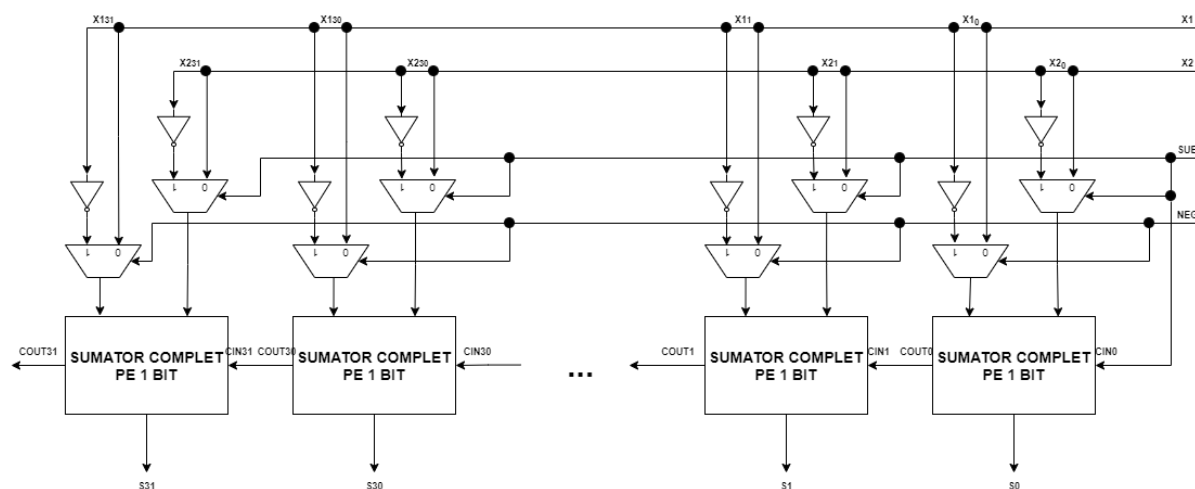 X1₃₁ X1₃₀ X1₁ X1₀ X1
X2₃₁ X2₃₀ X2₁ X2₀ X2
1 0 1 0 1 0 1 0 SUB
NEG
1 0 1 0 1 0 1 0
COUT31 SUMATOR COMPLET PE 1 BIT CIN31
COUT30 SUMATOR COMPLET PE 1 BIT CIN30
...
COUT1 SUMATOR COMPLET PE 1 BIT CIN1
COUT0 SUMATOR COMPLET PE 1 BIT CIN0
S31 S30 S1 S0